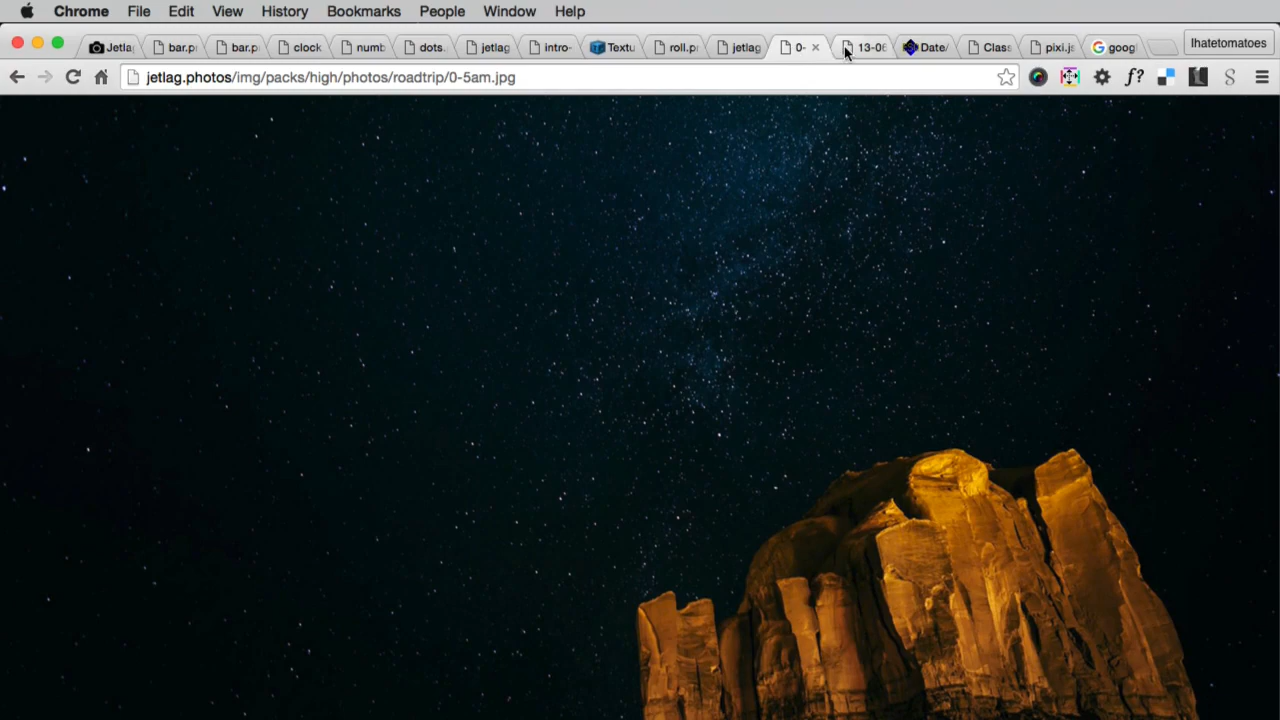 Chrome File Edit View History Bookmarks People Window Help
Jetla bar.p bar.p clock numb dots. jetlag intro- Textu roll.p jetlag 0- 13-06 Date/ Class pixi.js goog Ihatetomatoes
jetlag.photos/img/packs/high/photos/roadtrip/0-5am.jpg f?